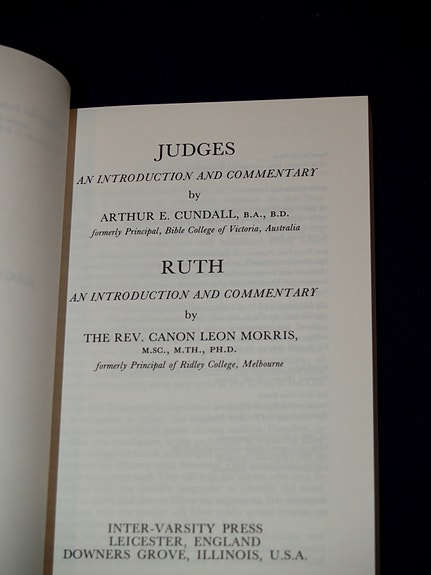 JUDGES
AN INTRODUCTION AND COMMENTARY
by
ARTHUR E. CUNDALL, B.A., B.D.
formerly Principal, Bible College of Victoria, Australia
RUTH
AN INTRODUCTION AND COMMENTARY
by
THE REV. CANON LEON MORRIS,
M.SC., M.TH., PH.D.
formerly Principal of Ridley College, Melbourne
INTER-VARSITY PRESS
LEICESTER, ENGLAND
DOWNERS GROVE, ILLINOIS, U.S.A.